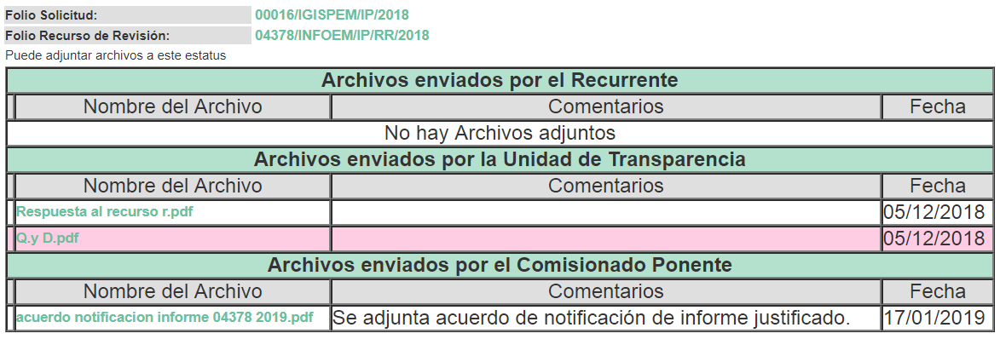 Folio Solicitud: 00016/IGISPEM/IP/2018
Folio Recurso de Revisión: 04378/INFOEM/IP/RR/2018
Puede adjuntar archivos a este estatus
Archivos enviados por el Recurrente
Nombre del Archivo Comentarios Fecha
No hay Archivos adjuntos
Archivos enviados por la Unidad de Transparencia
Nombre del Archivo Comentarios Fecha
Respuesta al recurso r.pdf 05/12/2018
Q.y D.pdf 05/12/2018
Archivos enviados por el Comisionado Ponente
Nombre del Archivo Comentarios Fecha
acuerdo notificacion informe 04378 2019.pdf Se adjunta acuerdo de notificación de informe justificado. 17/01/2019